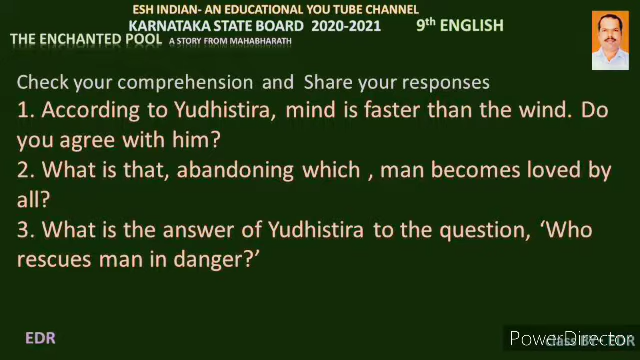 ESH INDIAN- AN EDUCATIONAL YOU TUBE CHANNEL
KARNATAKA STATE BOARD 2020-2021 9th ENGLISH
THE ENCHANTED POOL A STORY FROM MAHABHARATH
Check your comprehension and Share your responses
1. According to Yudhistira, mind is faster than the wind. Do
you agree with him?
2. What is that, abandoning which , man becomes loved by
all?
3. What is the answer of Yudhistira to the question, ‘Who
rescues man in danger?’
EDR
PowerDirector